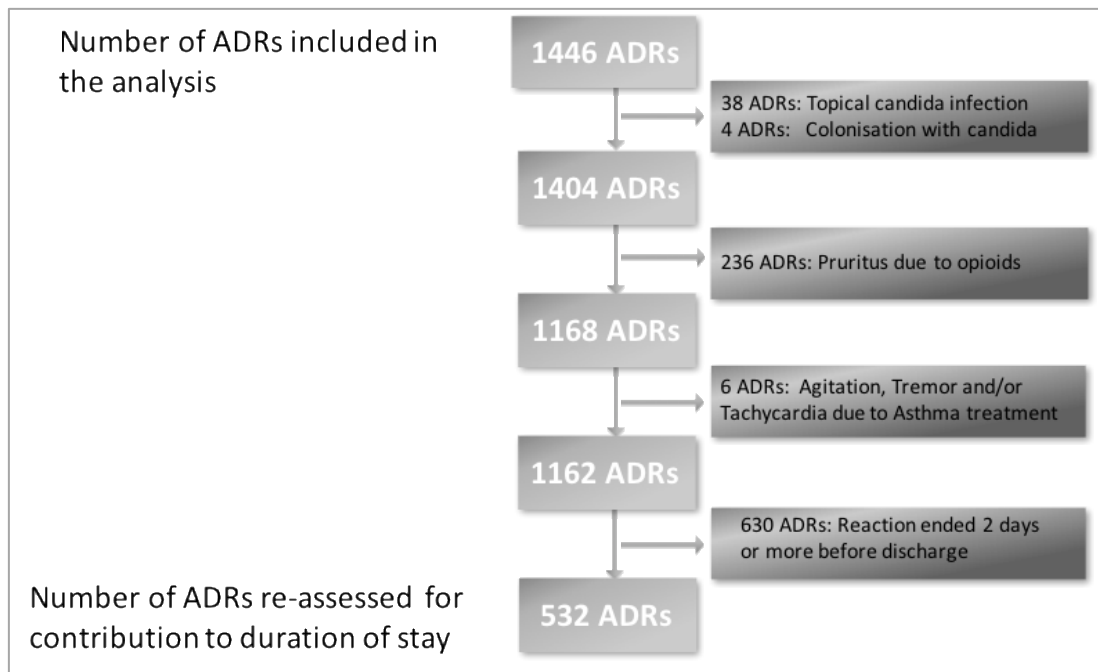 Number of ADRs included in
the analysis
1446 ADRs
38 ADRs: Topical candida infection
4 ADRs: Colonisation with candida
1404 ADRs
236 ADRs: Pruritus due to opioids
1168 ADRs
6 ADRs: Agitation, Tremor and/or
Tachycardia due to Asthma treatment
1162 ADRs
630 ADRs: Reaction ended 2 days
or more before discharge
Number of ADRs re-assessed for
contribution to duration of stay
532 ADRs